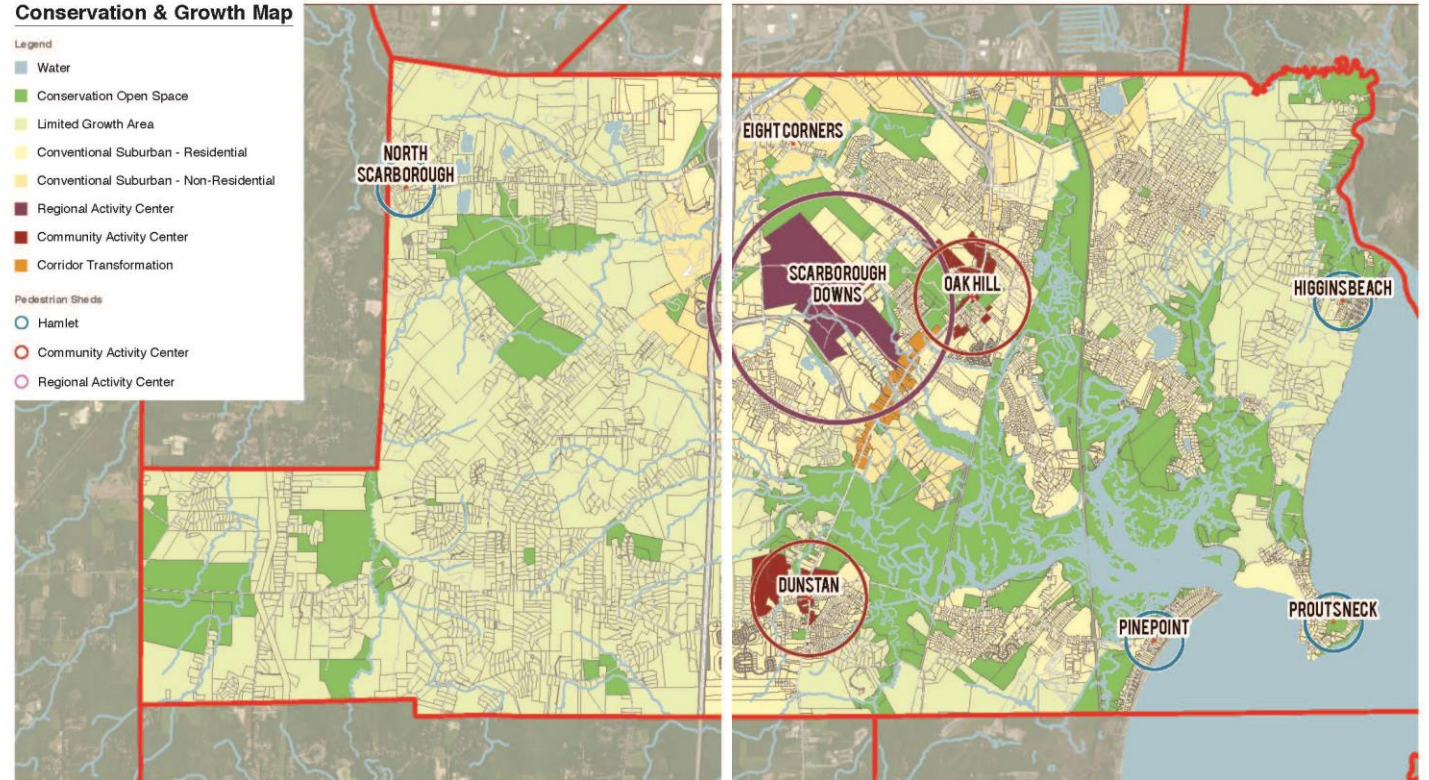 Conservation & Growth Map
Legend
Water
Conservation Open Space
Limited Growth Area
Conventional Suburban - Residential
Conventional Suburban - Non-Residential
Regional Activity Center
Community Activity Center
Corridor Transformation
Pedestrian Sheds
Hamlet
Community Activity Center
Regional Activity Center
NORTH
SCARBOROUGH
EIGHT CORNERS
SCARBOROUGH
DOWNS
OAK HILL
HIGGINS BEACH
DUNSTAN
PINEPOINT
PROUTSNECK